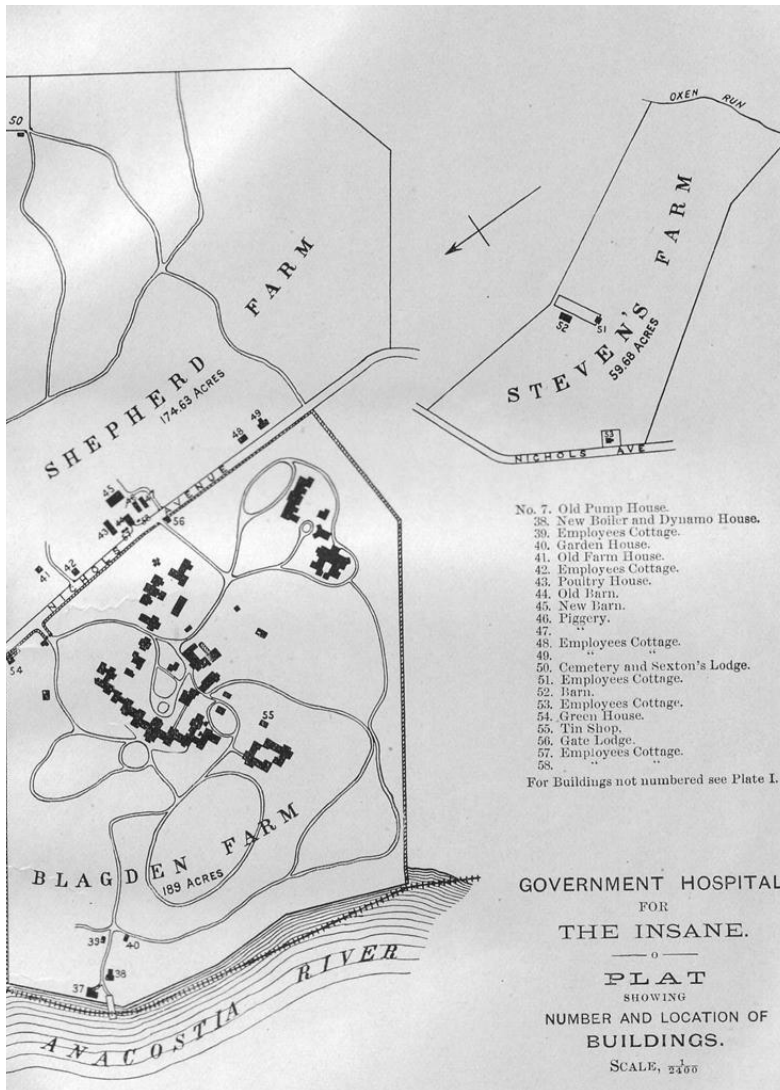 50
OXEN RUN
SHEPHERD FARM
174.63 ACRES
STEVEN'S FARM
59.68 ACRES
52
51
53
NICHOLS AVE
49
48
45
43
56
NICHOLS AVENUE
42
41
54
55
BLAGDEN FARM
189 ACRES
39
40
38
37
ANACOSTIA RIVER
No. 7. Old Pump House.
38. New Boiler and Dynamo House.
39. Employees Cottage.
40. Garden House.
41. Old Farm House.
42. Employees Cottage.
43. Poultry House.
44. Old Barn.
45. New Barn.
46. Piggery.
47. "
48. Employees Cottage.
49. " "
50. Cemetery and Sexton's Lodge.
51. Employees Cottage.
52. Barn.
53. Employees Cottage.
54. Green House.
55. Tin Shop.
56. Gate Lodge.
57. Employees Cottage.
58. " "
For Buildings not numbered see Plate I.
GOVERNMENT HOSPITAL
FOR
THE INSANE.
PLAT
SHOWING
NUMBER AND LOCATION OF
BUILDINGS.
SCALE, 1/2400